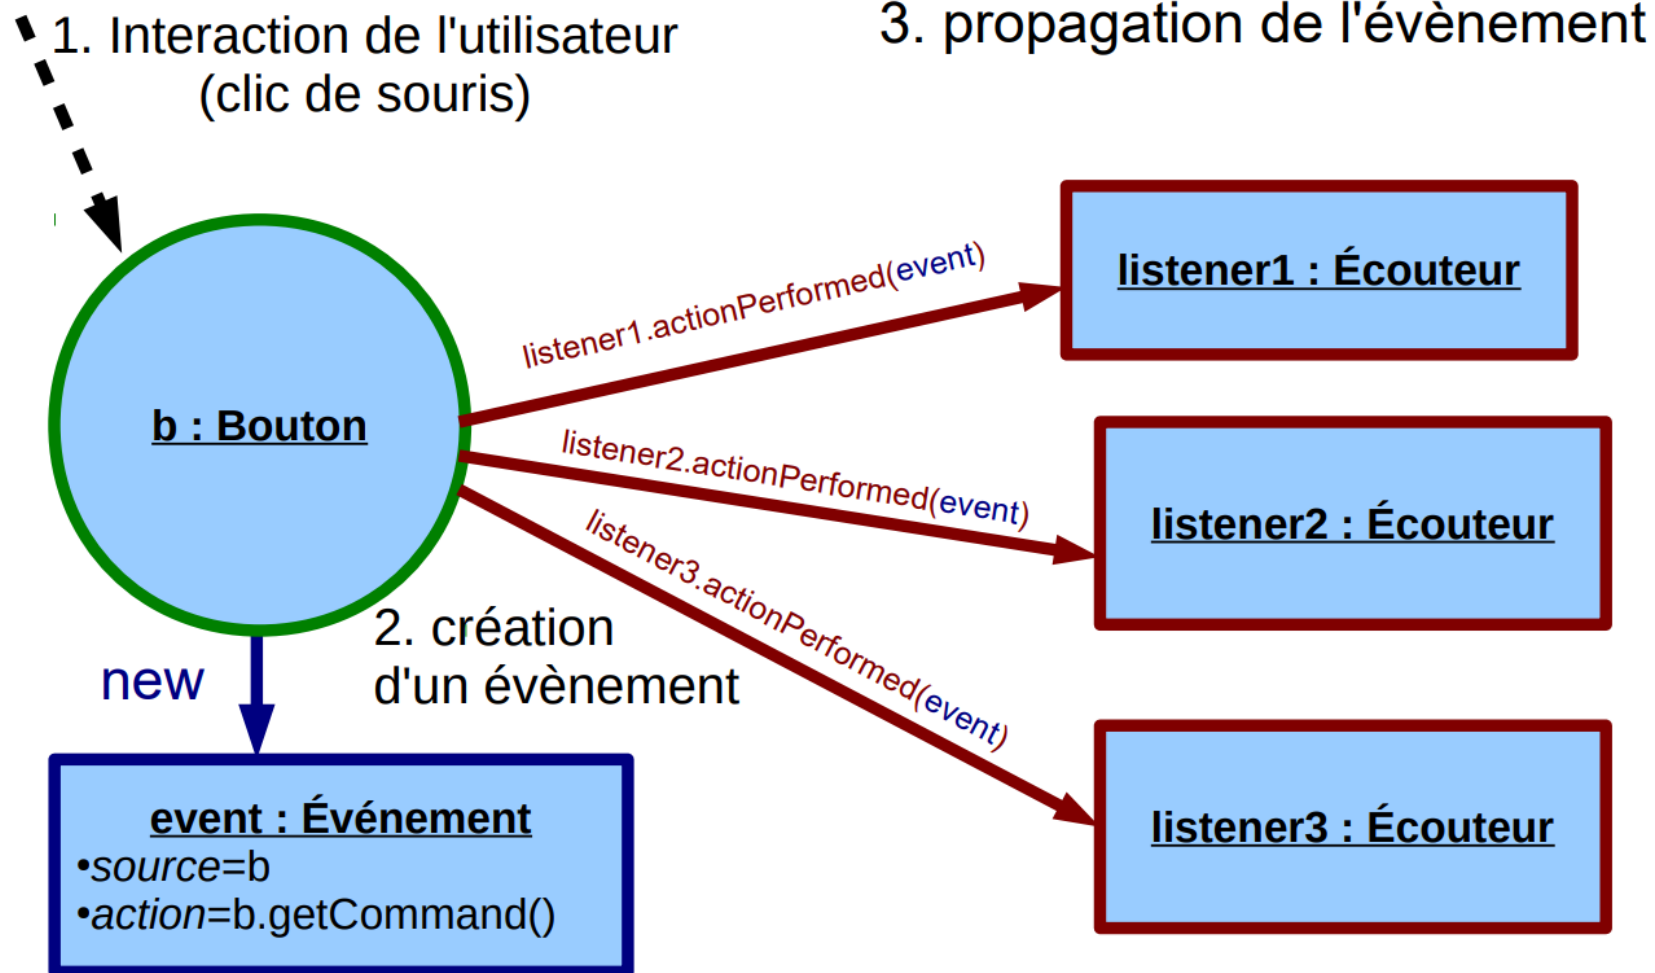 1. Interaction de l'utilisateur
(clic de souris)
3. propagation de l'évènement
listener1.actionPerformed(event)
listener1 : Écouteur
b : Bouton
listener2.actionPerformed(event)
listener2 : Écouteur
listener3.actionPerformed(event)
listener3 : Écouteur
2. création
d'un évènement
new
event : Événement
•source=b
•action=b.getCommand()